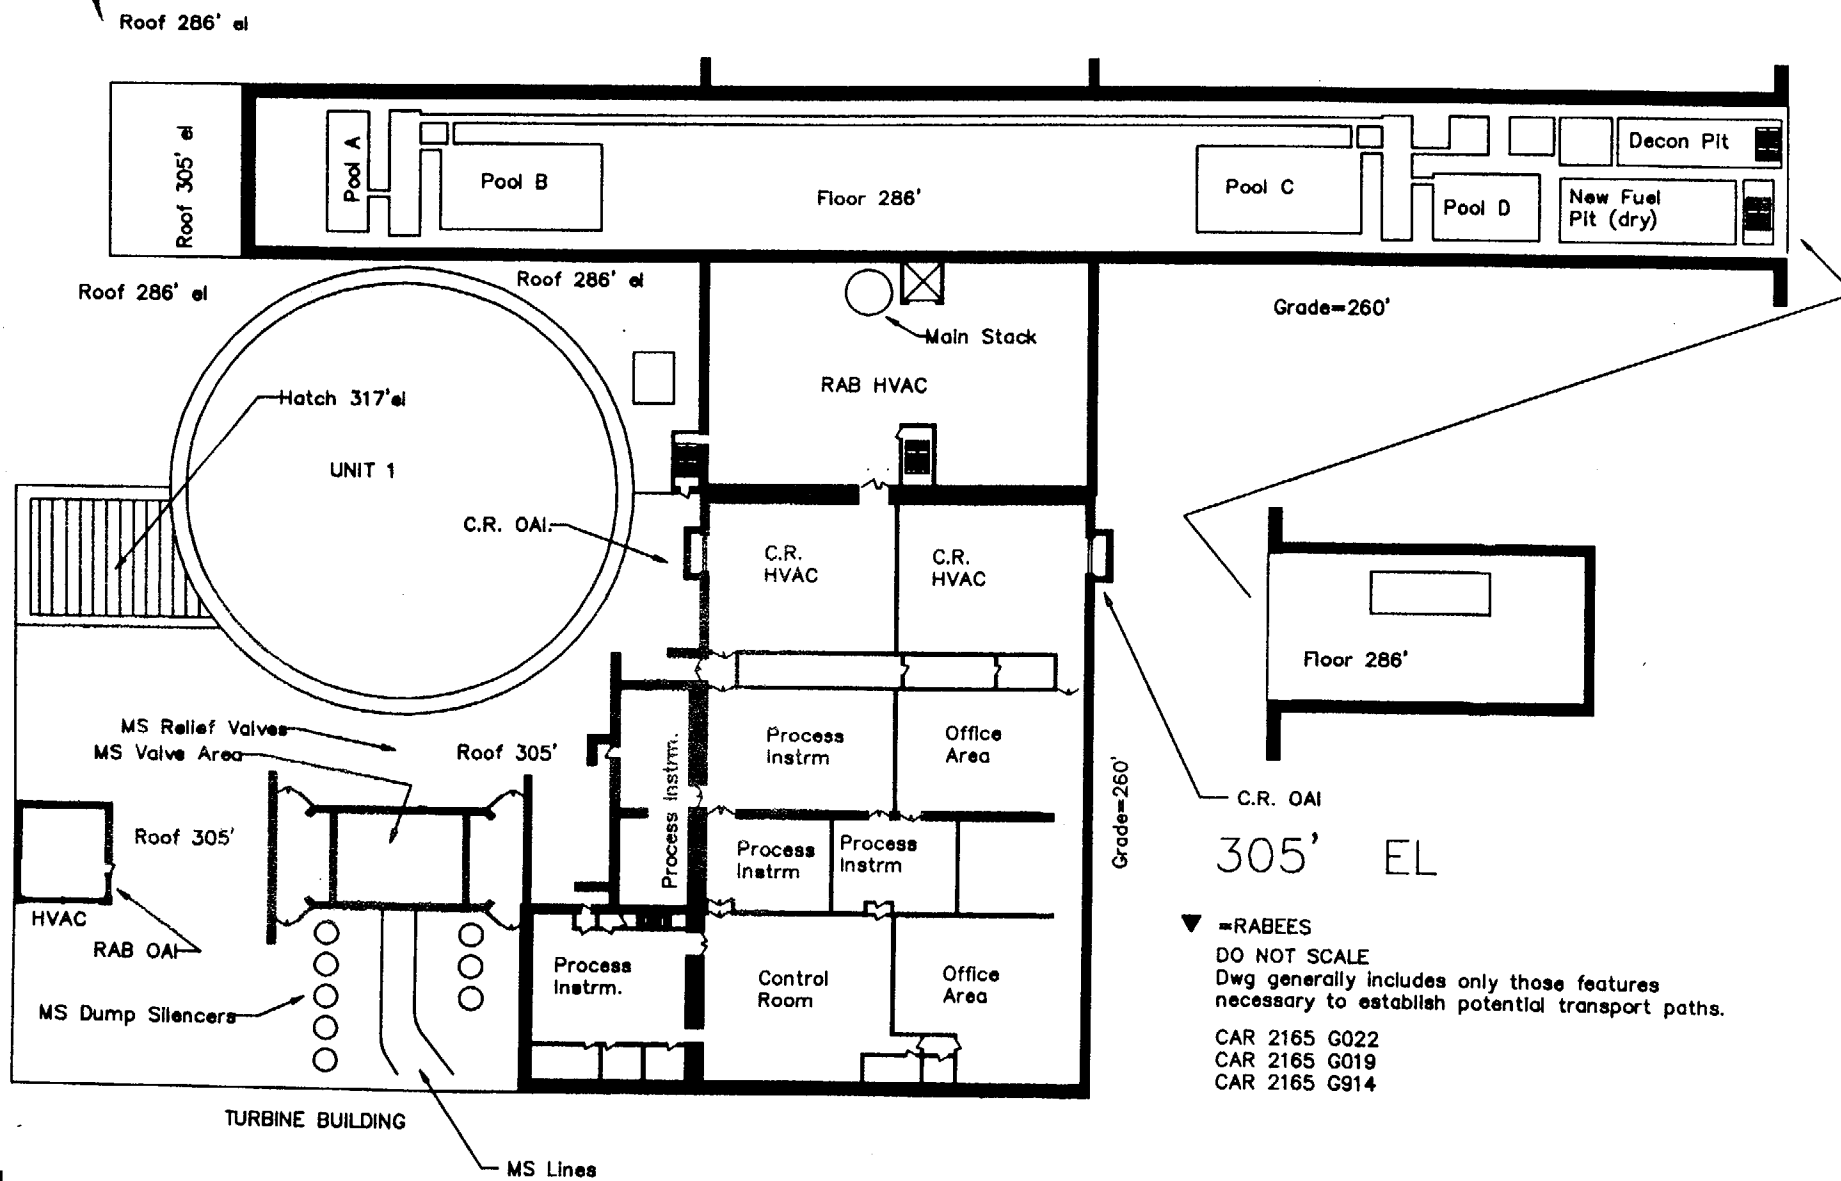 Roof 286' el
Roof 305' el
Pool A
Pool B
Floor 286'
Pool C
Pool D
Decon Pit
New Fuel
Pit (dry)
Roof 286' el
Roof 286' el
Grade=260'
Main Stack
RAB HVAC
Hatch 317'el
UNIT 1
C.R. OAI.
C.R.
HVAC
C.R.
HVAC
Floor 286'
MS Relief Valves
MS Valve Area
Roof 305'
Process Instrm.
Process
Instrm
Office
Area
Grade=260'
C.R. OAI
Roof 305'
Process
Instrm
Process
Instrm
305' EL
HVAC
RAB OAI
MS Dump Silencers
Process
Instrm.
Control
Room
Office
Area
=RABEES
DO NOT SCALE
Dwg generally includes only those features
necessary to establish potential transport paths.
CAR 2165 G022
CAR 2165 G019
CAR 2165 G914
TURBINE BUILDING
MS Lines